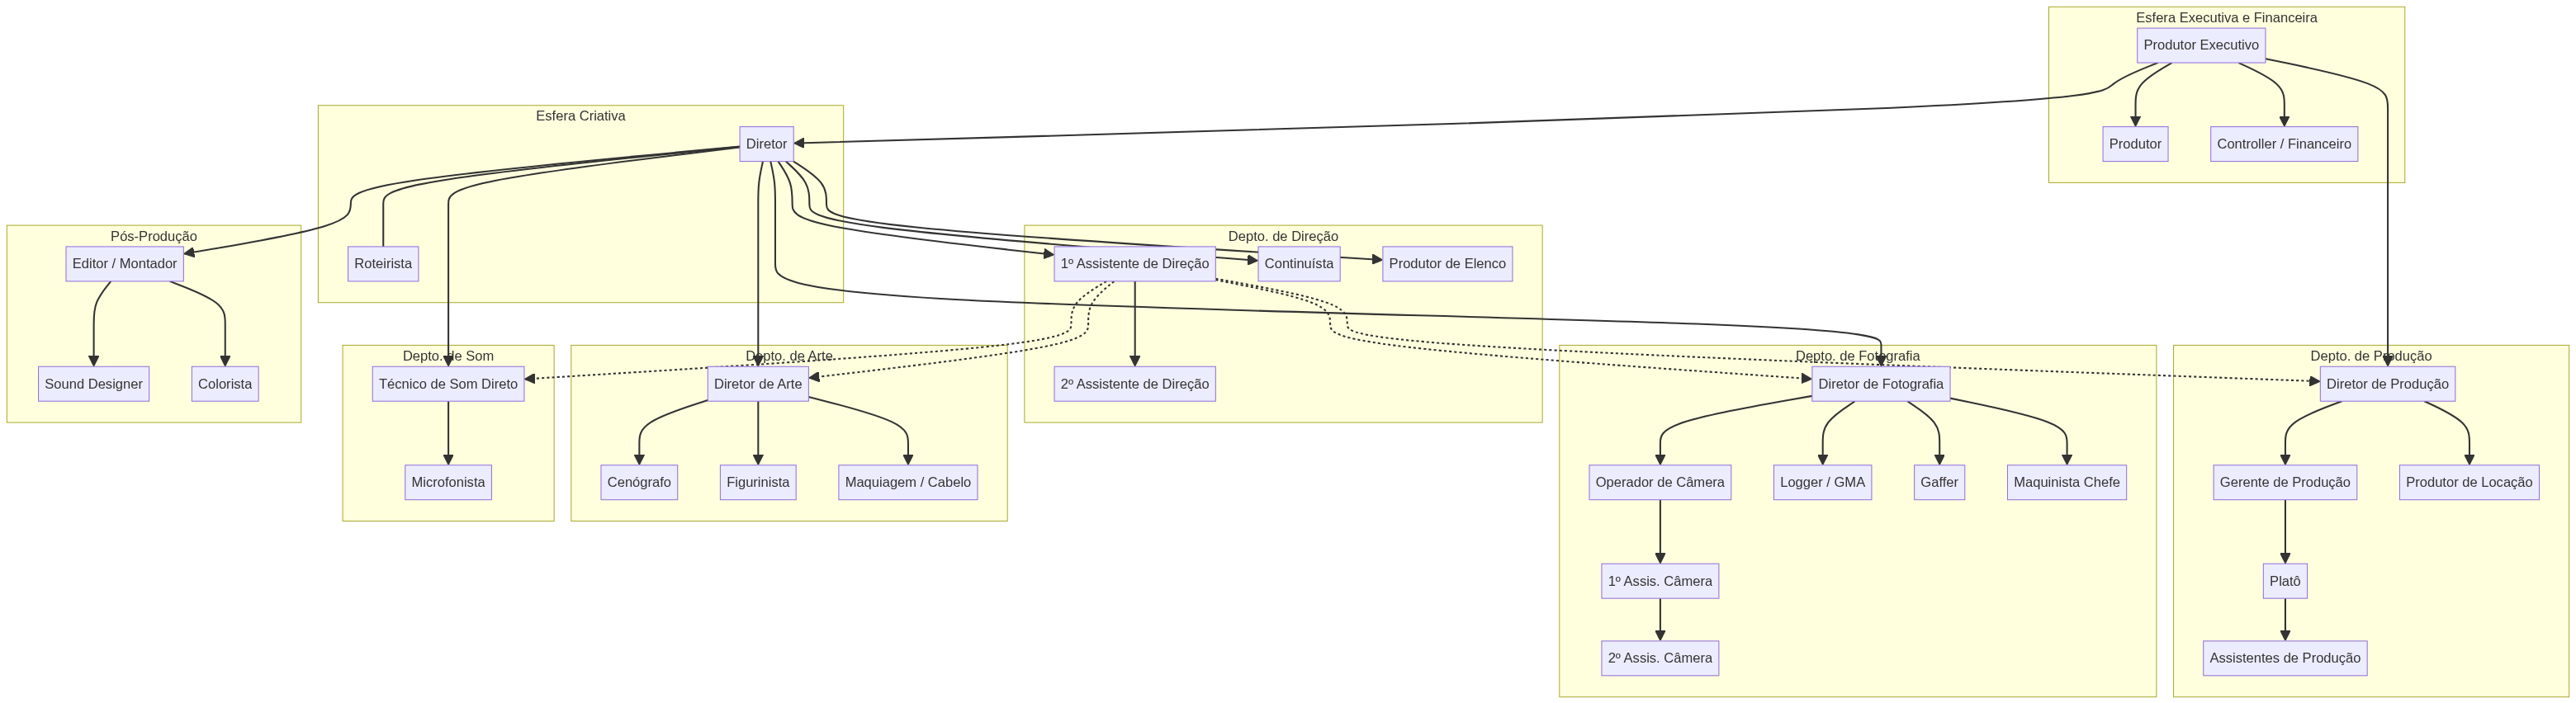 Esfera Executiva e Financeira
Produtor Executivo
Produtor
Controller / Financeiro
Esfera Criativa
Diretor
Roteirista
Pós-Produção
Editor / Montador
Sound Designer
Colorista
Depto. de Direção
1º Assistente de Direção
Continuísta
Produtor de Elenco
2º Assistente de Direção
Depto. de Som
Técnico de Som Direto
Microfonista
Depto. de Arte
Diretor de Arte
Cenógrafo
Figurinista
Maquiagem / Cabelo
Depto. de Fotografia
Diretor de Fotografia
Operador de Câmera
Logger / GMA
Gaffer
Maquinista Chefe
1º Assis. Câmera
2º Assis. Câmera
Depto. de Produção
Diretor de Produção
Gerente de Produção
Produtor de Locação
Platô
Assistentes de Produção